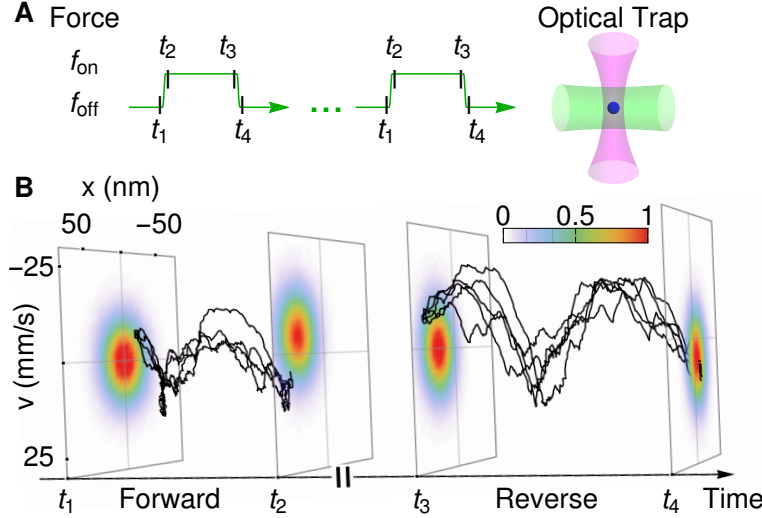 A Force Optical Trap
t2 t3 t2 t3
fon
foff
...
t1 t4 t1 t4
B x (nm)
50 −50
0 0.5 1
−25
v (mm/s)
25
t1 Forward t2 t3 Reverse t4 Time